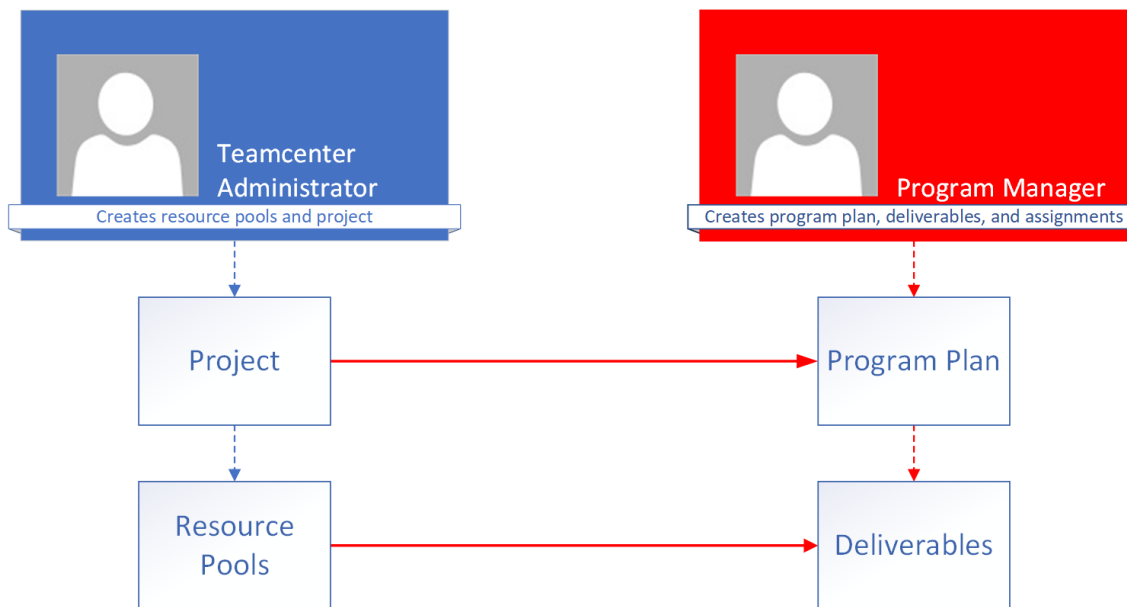 Teamcenter
Administrator
Creates resource pools and project
Program Manager
Creates program plan, deliverables, and assignments
Project
Program Plan
Resource
Pools
Deliverables